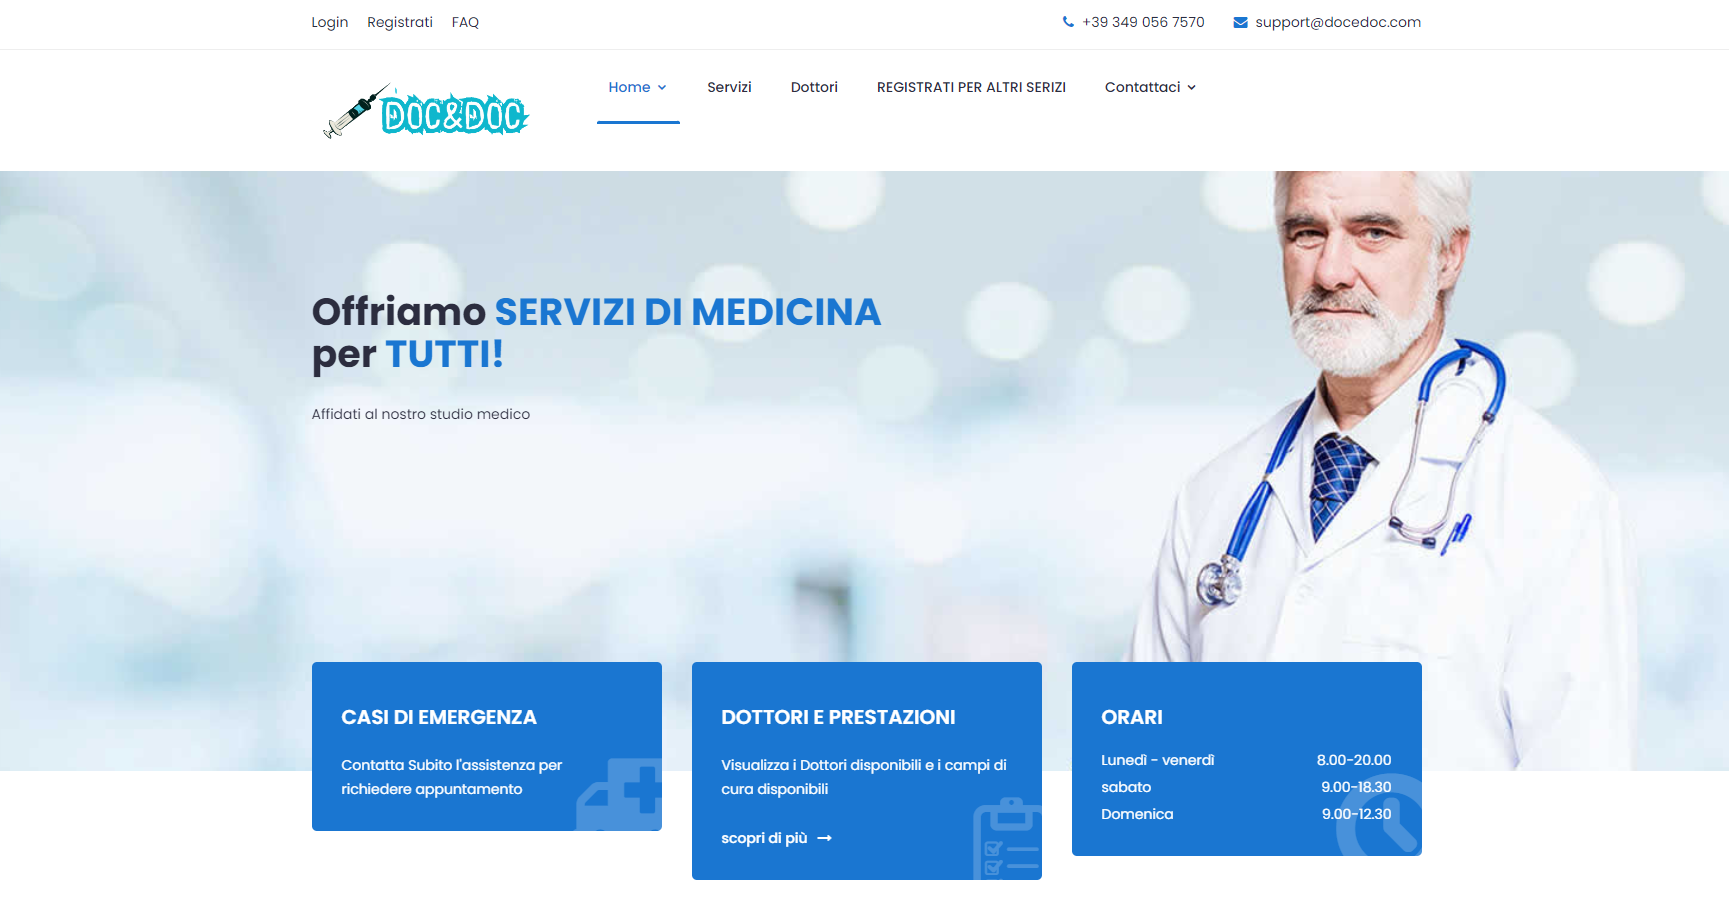 Login Registrati FAQ +39 349 056 7570 support@docedoc.com
DOC&DOC
Home Servizi Dottori REGISTRATI PER ALTRI SERIZI Contattaci
Offriamo SERVIZI DI MEDICINA
per TUTTI!
Affidati al nostro studio medico
CASI DI EMERGENZA
Contatta Subito l'assistenza per
richiedere appuntamento
DOTTORI E PRESTAZIONI
Visualizza i Dottori disponibili e i campi di
cura disponibili
scopri di più →
ORARI
Lunedì - venerdì 8.00-20.00
sabato 9.00-18.30
Domenica 9.00-12.30